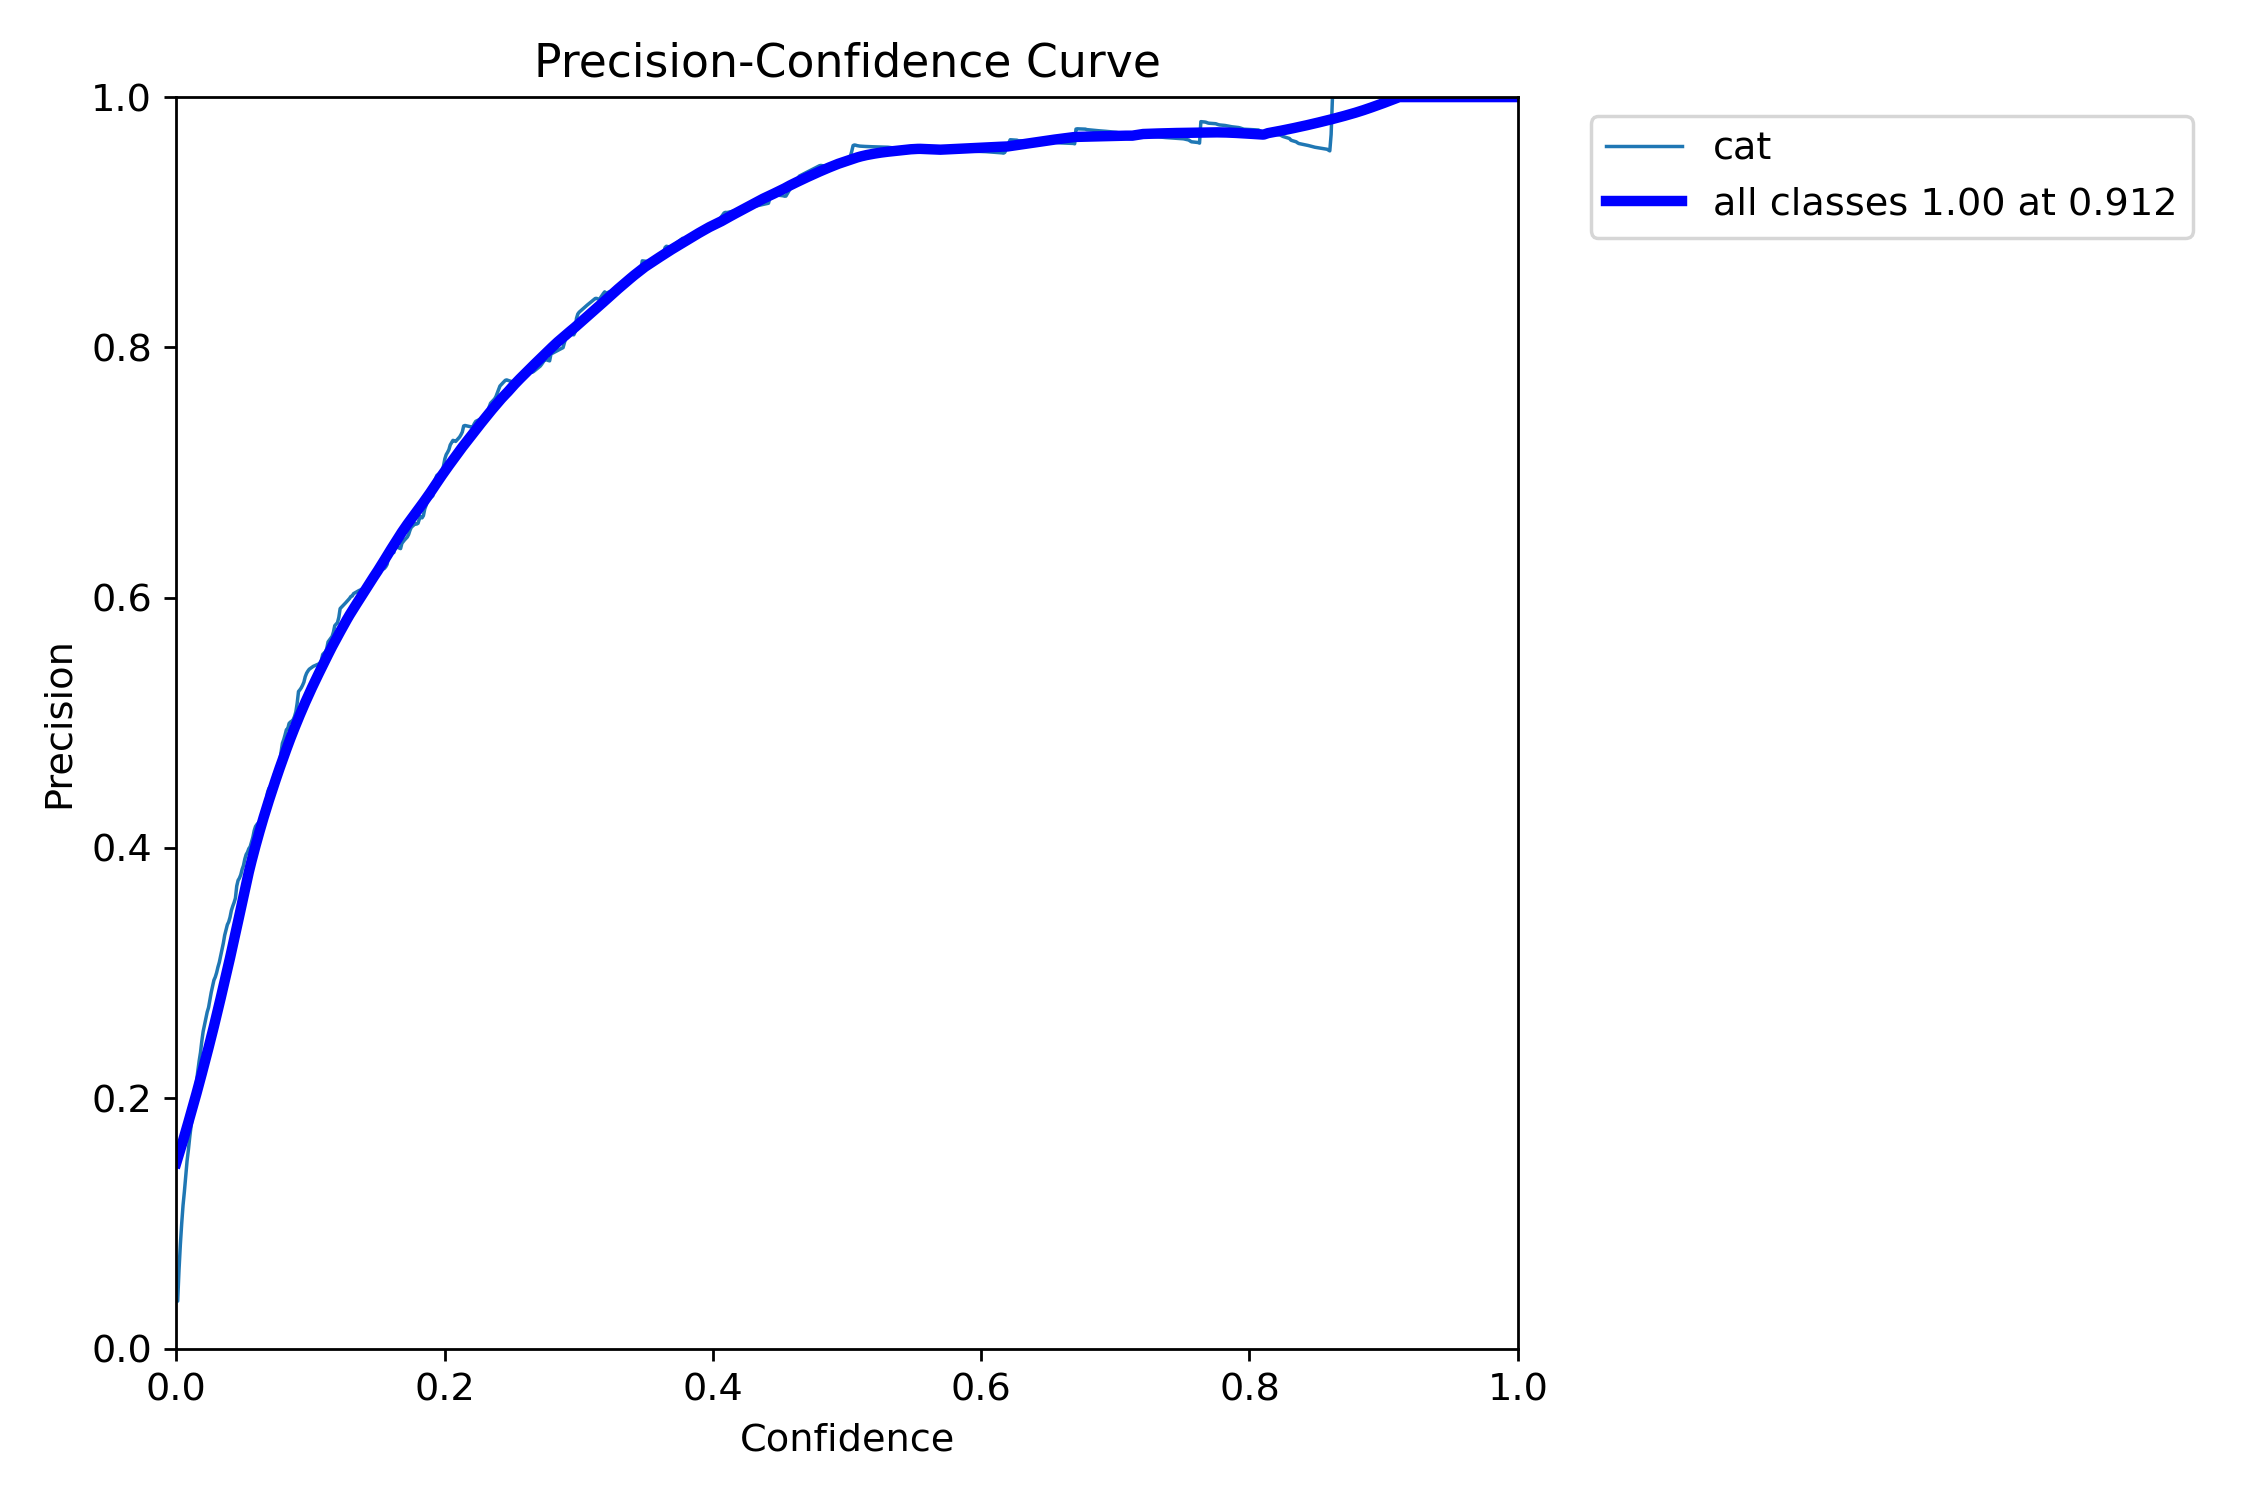 Precision-Confidence Curve
1.0
0.8
0.6
0.4
0.2
0.0
Precision
0.0 0.2 0.4 0.6 0.8 1.0
Confidence
cat
all classes 1.00 at 0.912